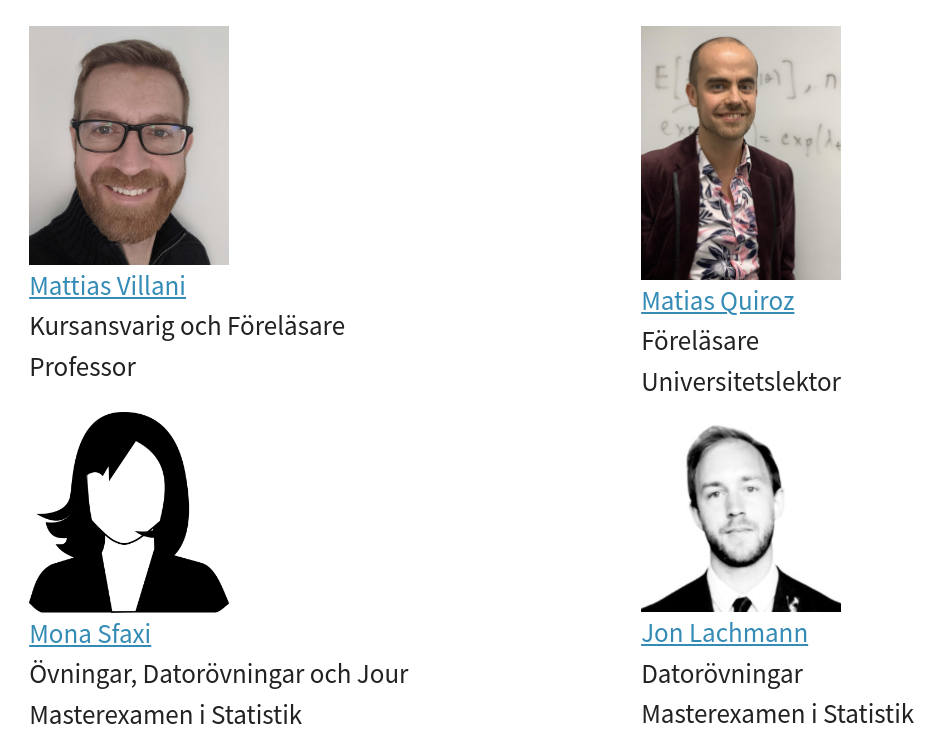 Mattias Villani
Kursansvarig och Föreläsare
Professor
Matias Quiroz
Föreläsare
Universitetslektor
Mona Sfaxi
Övningar, Datorövningar och Jour
Masterexamen i Statistik
Jon Lachmann
Datorövningar
Masterexamen i Statistik